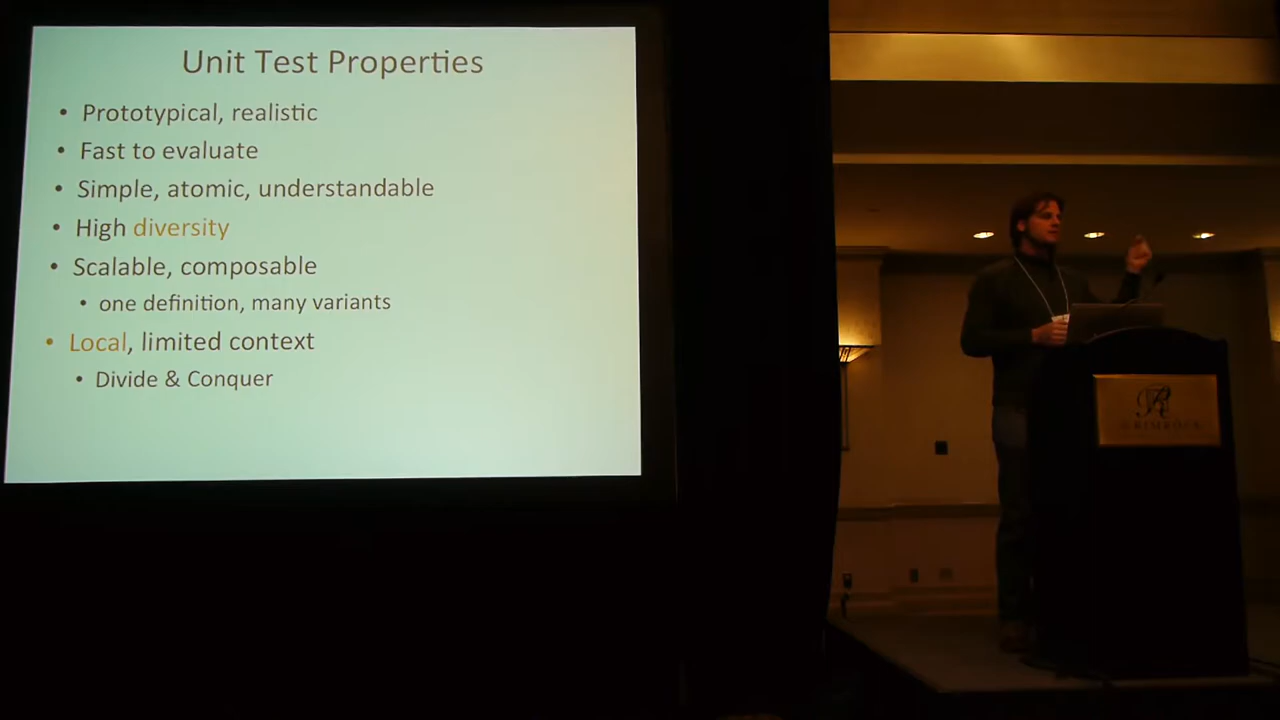 Unit Test Properties
• Prototypical, realistic
• Fast to evaluate
• Simple, atomic, understandable
• High diversity
• Scalable, composable
• one definition, many variants
• Local, limited context
• Divide & Conquer